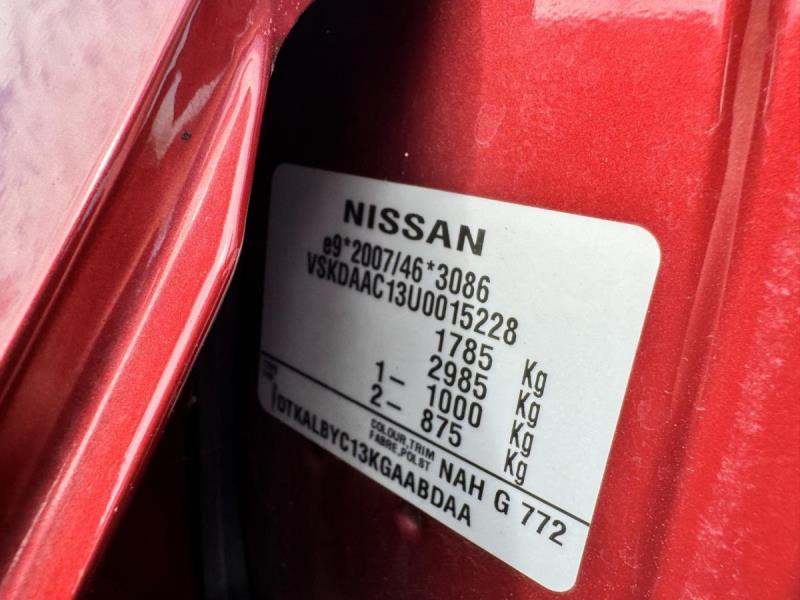 NISSAN
e9*2007/46*3086
VSKDAAC13U0015228
1785 Kg
2985 Kg
1- 1000 Kg
2- 875 Kg
COLOUR,TRIM
FABRE,POLST NAH G 772
DTKALBYC13KGAABDAA